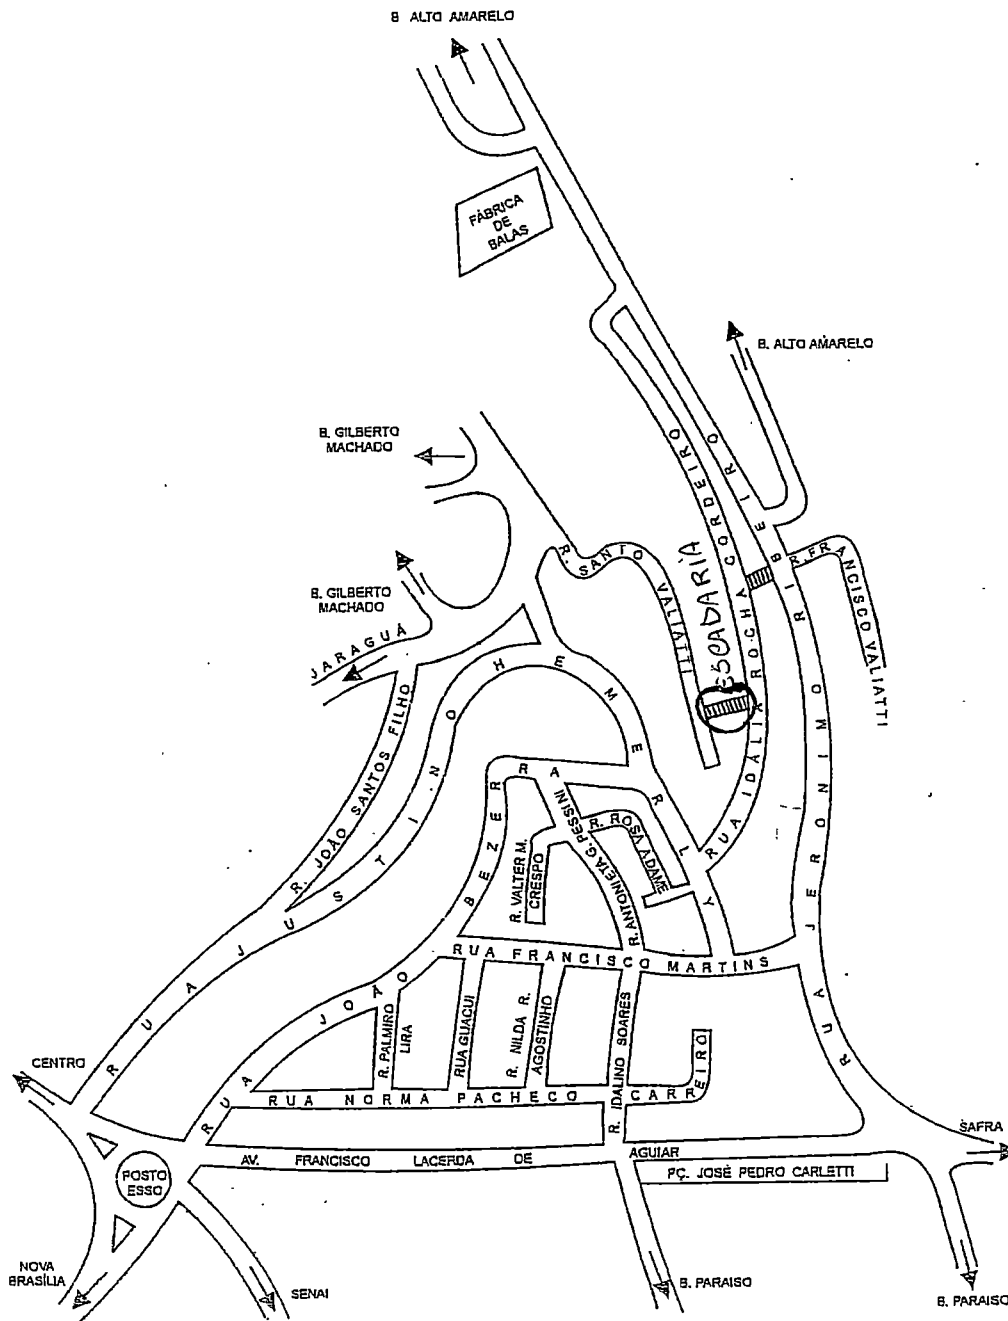 B ALTO AMARELO
FÁBRICA
DE
BALAS
B. ALTO AMARELO
B. GILBERTO
MACHADO
B. GILBERTO
MACHADO
JARAGUÁ
R. SANTO VALIATTI
ESCADARIA
RUA IDÁLIA ROCHA CORDEIRO
RUA JERONIMO RIBEIRO
R. FRANCISCO VALIATTI
R. JOÃO SANTOS FILHO
RUA JUSTINO HEMERLY
RUA JOÃO BEZERRA
R. ANTONIETA G. PESSINI
R. ROSA ADAME
R. VALTER M.
CRESPO
RUA FRANCISCO MARTINS
R. PALMIRO
LIRA
RUA GUACUI
R. NILDA R.
AGOSTINHO
R. IDALINO SOARES
RUA NORMA PACHECO CARREIRO
CENTRO
POSTO
ESSO
AV. FRANCISCO LACERDA DE AGUIAR
PÇ. JOSÉ PEDRO CARLETTI
SAFRA
NOVA
BRASÍLIA
SENAI
B. PARAISO
B. PARAISO